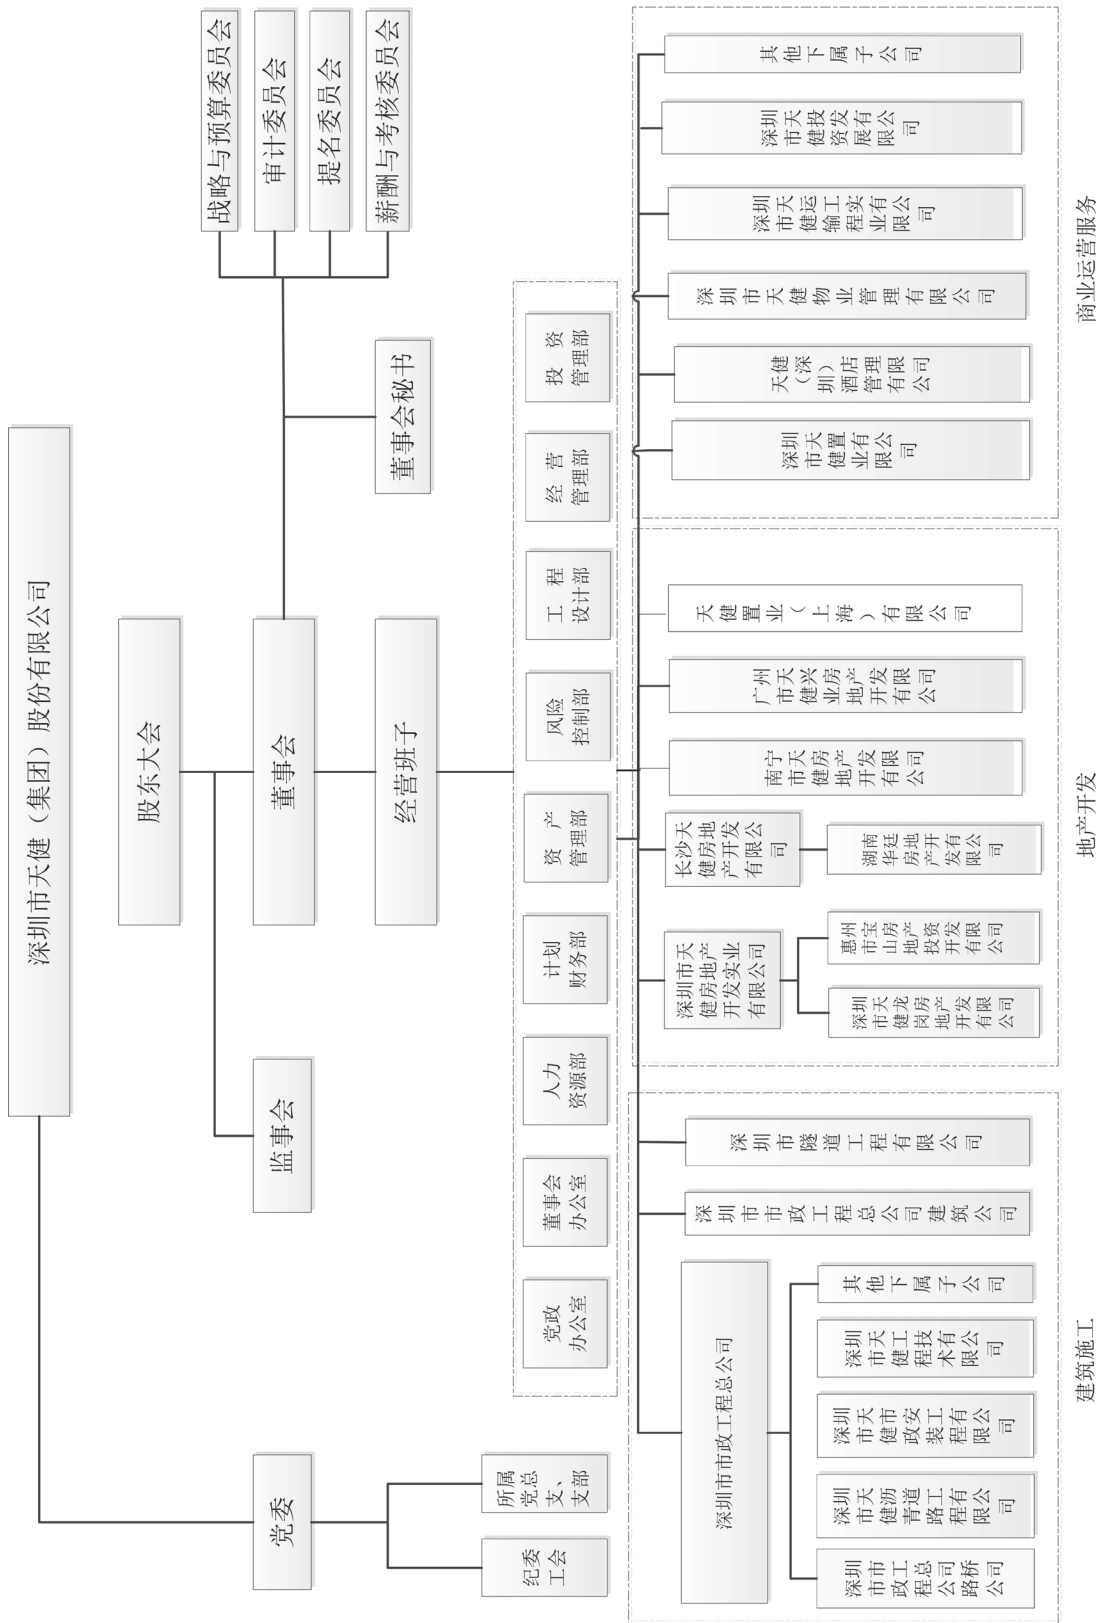 深圳市天健（集团）股份有限公司
股东大会
监事会
董事会
战略与预算委员会
审计委员会
提名委员会
薪酬与考核委员会
董事会秘书
经营班子
党委
纪委
工会
所属
党总
支、
支部
党政
办公室
董事会
办公室
人力
资源部
计划
财务部
资产
管理部
风险
控制部
工程
设计部
经营
管理部
投资
管理部
深圳市市政工程总公司
深圳
市市
政工
程总
公司
路桥
公司
深圳
市天
健沥
青道
路工
程有
限公
司
深圳
市天
健市
政安
装工
程有
限公
司
深圳
市天
健工
程技
术有
限公
司
其他下属子公司
深圳市市政工程总公司建筑公司
深圳市隧道工程有限公司
建筑施工
深圳市天
健房地产
开发实业
有限公司
深圳
市天
健龙
岗房
地产
开发
有限
公司
惠州
市宝
山房
地产
投资
开发
有限
公司
长沙天
健房地
产开发
有限公
司
湖南
华廷
房地
产开
发有
限公
司
南宁
市天
健房
地产
开发
有限
公司
广州
市天
健兴
业房
地产
开发
有限
公司
天健置业（上海）有限公司
地产开发
深圳
市天
健置
业有
限公
司
天健
（深
圳）
酒店
管理
有限
公司
深圳市天健物业管理有限公司
深圳
市天
健运
输工
程实
业有
限公
司
深圳
市天
健投
资发
展有
限公
司
其他下属子公司
商业运营服务